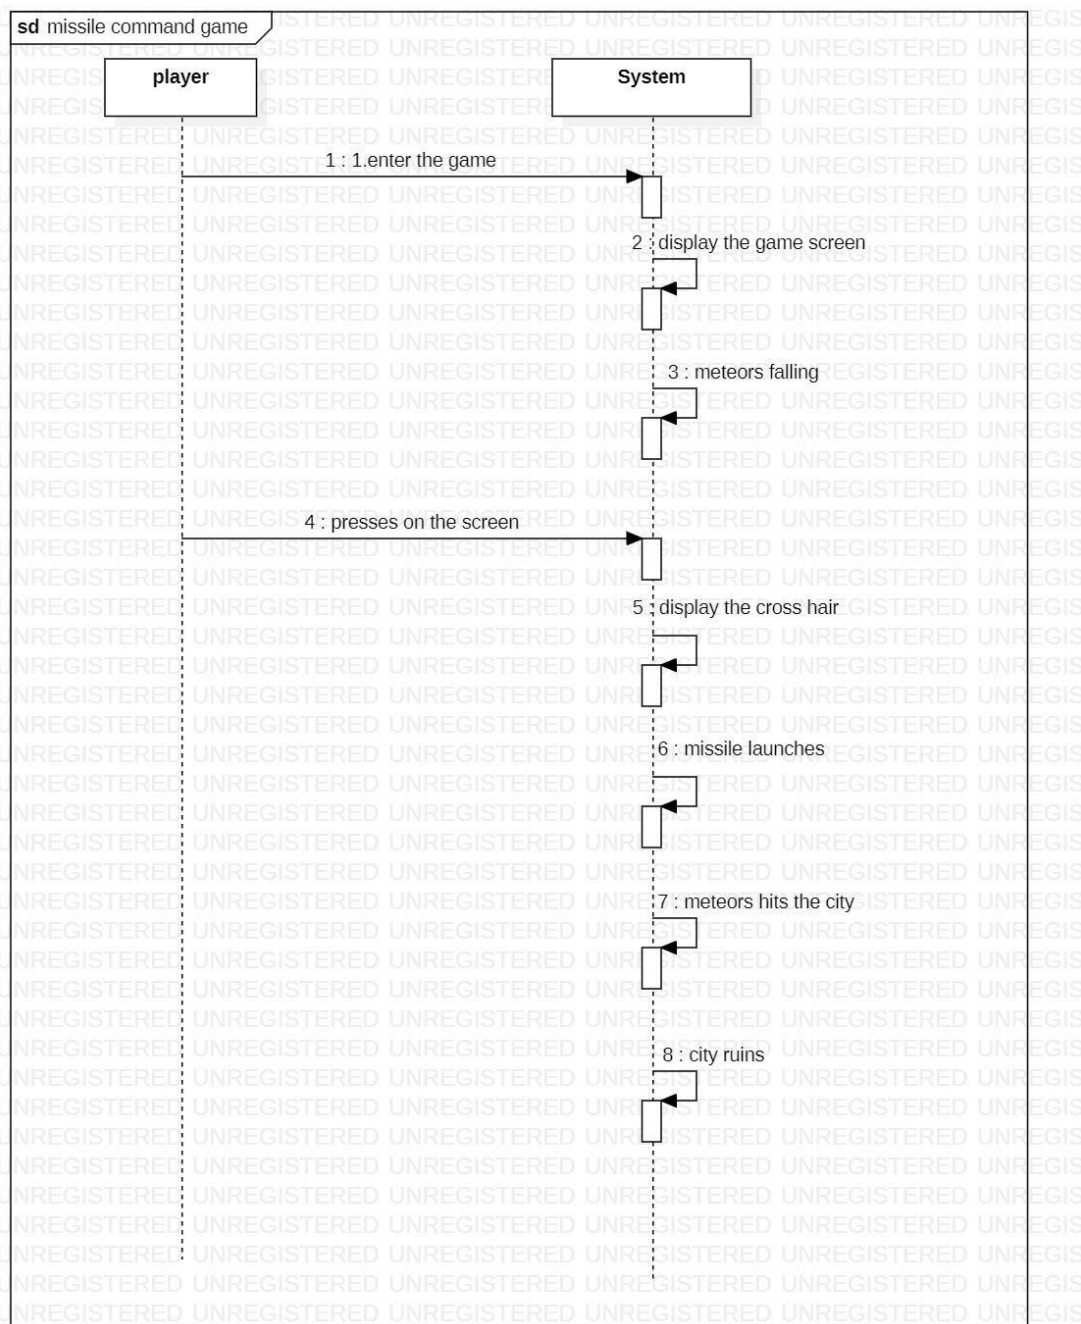 sd missile command game
player
System
1 : 1.enter the game
2 : display the game screen
3 : meteors falling
4 : presses on the screen
5 : display the cross hair
6 : missile launches
7 : meteors hits the city
8 : city ruins
UNREGISTERED